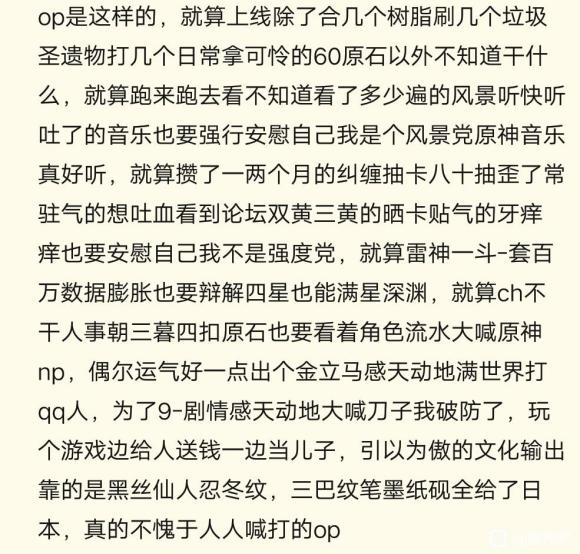 op是这样的，就算上线除了合几个树脂刷几个垃圾
圣遗物打几个日常拿可怜的60原石以外不知道干什
么，就算跑来跑去看不知道看了多少遍的风景听快听
吐了的音乐也要强行安慰自己我是个风景党原神音乐
真好听，就算攒了一两个月的纠缠抽卡八十抽歪了常
驻气的想吐血看到论坛双黄三黄的晒卡贴气的牙痒
痒也要安慰自己我不是强度党，就算雷神一斗-套百
万数据膨胀也要辩解四星也能满星深渊，就算ch不
干人事朝三暮四扣原石也要看着角色流水大喊原神
np，偶尔运气好一点出个金立马感天动地满世界打
qq人，为了9-剧情感天动地大喊刀子我破防了，玩
个游戏边给人送钱一边当儿子，引以为傲的文化输出
靠的是黑丝仙人忍冬纹，三巴纹笔墨纸砚全给了日
本，真的不愧于人人喊打的op